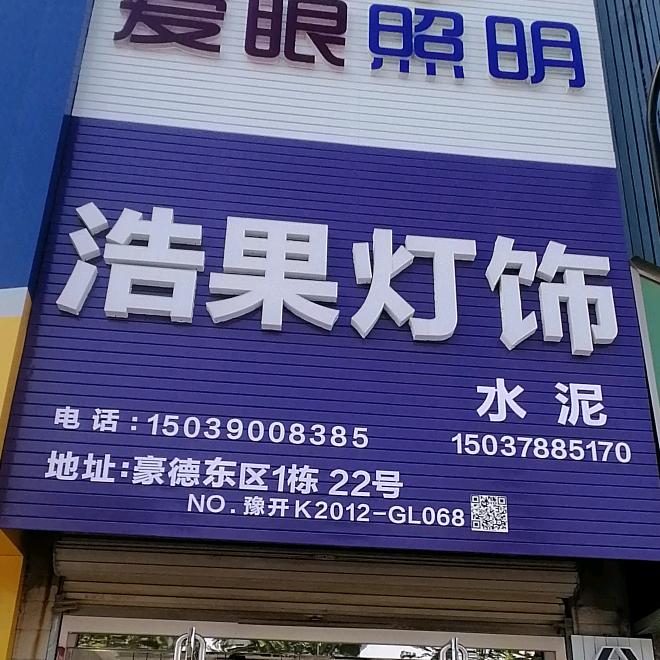 爱眼照明
浩果灯饰
水泥
电话：15039008385
15037885170
地址：豪德东区1栋 22号
NO.豫开K2012-GL068